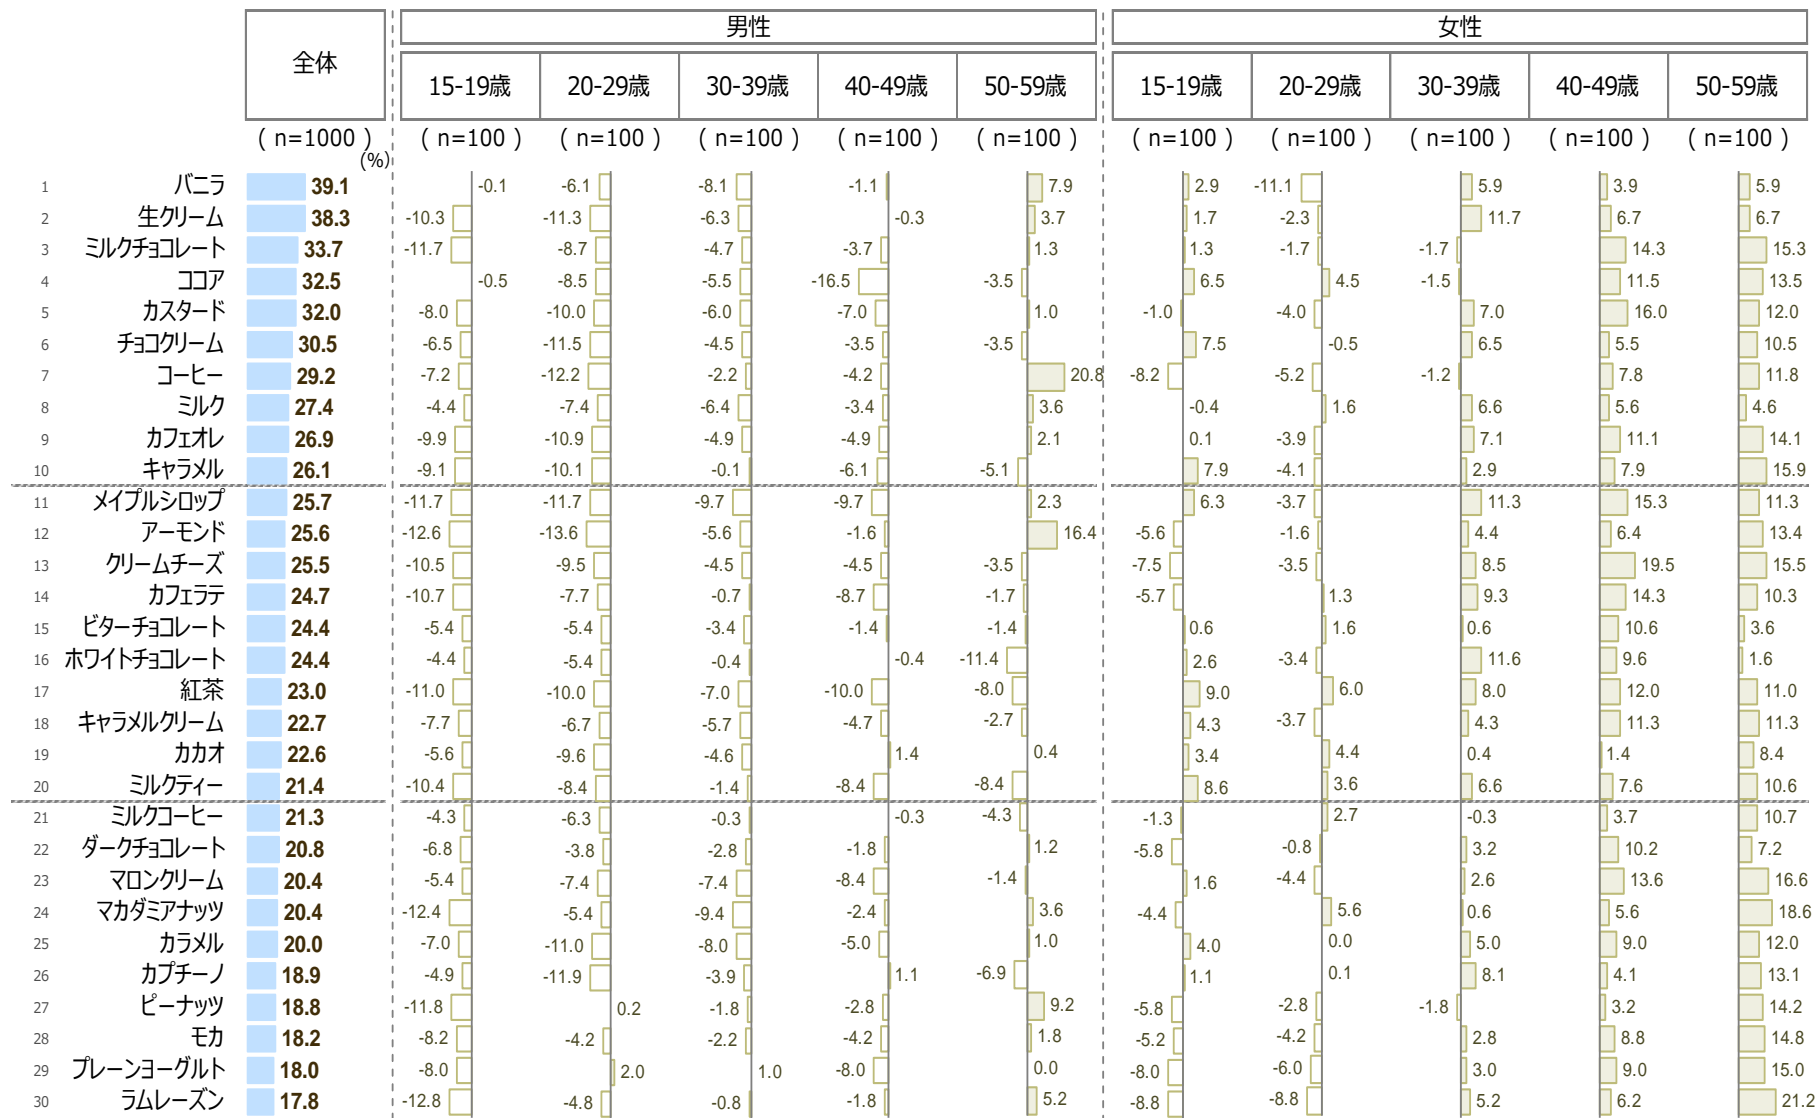 男性 女性
全体
15-19歳 20-29歳 30-39歳 40-49歳 50-59歳 15-19歳 20-29歳 30-39歳 40-49歳 50-59歳
( n=1000 ) ( n=100 ) ( n=100 ) ( n=100 ) ( n=100 ) ( n=100 ) ( n=100 ) ( n=100 ) ( n=100 ) ( n=100 ) ( n=100 )
(%)
1 バニラ 39.1 -0.1 -6.1 -8.1 -1.1 7.9 2.9 -11.1 5.9 3.9 5.9
2 生クリーム 38.3 -10.3 -11.3 -6.3 -0.3 3.7 1.7 -2.3 11.7 6.7 6.7
3 ミルクチョコレート 33.7 -11.7 -8.7 -4.7 -3.7 1.3 1.3 -1.7 -1.7 14.3 15.3
4 ココア 32.5 -0.5 -8.5 -5.5 -16.5 -3.5 6.5 4.5 -1.5 11.5 13.5
5 カスタード 32.0 -8.0 -10.0 -6.0 -7.0 1.0 -1.0 -4.0 7.0 16.0 12.0
6 チョコクリーム 30.5 -6.5 -11.5 -4.5 -3.5 -3.5 7.5 -0.5 6.5 5.5 10.5
7 コーヒー 29.2 -7.2 -12.2 -2.2 -4.2 20.8 -8.2 -5.2 -1.2 7.8 11.8
8 ミルク 27.4 -4.4 -7.4 -6.4 -3.4 3.6 -0.4 1.6 6.6 5.6 4.6
9 カフェオレ 26.9 -9.9 -10.9 -4.9 -4.9 2.1 0.1 -3.9 7.1 11.1 14.1
10 キャラメル 26.1 -9.1 -10.1 -0.1 -6.1 -5.1 7.9 -4.1 2.9 7.9 15.9
11 メイプルシロップ 25.7 -11.7 -11.7 -9.7 -9.7 2.3 6.3 -3.7 11.3 15.3 11.3
12 アーモンド 25.6 -12.6 -13.6 -5.6 -1.6 16.4 -5.6 -1.6 4.4 6.4 13.4
13 クリームチーズ 25.5 -10.5 -9.5 -4.5 -4.5 -3.5 -7.5 -3.5 8.5 19.5 15.5
14 カフェラテ 24.7 -10.7 -7.7 -0.7 -8.7 -1.7 -5.7 1.3 9.3 14.3 10.3
15 ビターチョコレート 24.4 -5.4 -5.4 -3.4 -1.4 -1.4 0.6 1.6 0.6 10.6 3.6
16 ホワイトチョコレート 24.4 -4.4 -5.4 -0.4 -0.4 -11.4 2.6 -3.4 11.6 9.6 1.6
17 紅茶 23.0 -11.0 -10.0 -7.0 -10.0 -8.0 9.0 6.0 8.0 12.0 11.0
18 キャラメルクリーム 22.7 -7.7 -6.7 -5.7 -4.7 -2.7 4.3 -3.7 4.3 11.3 11.3
19 カカオ 22.6 -5.6 -9.6 -4.6 1.4 0.4 3.4 4.4 0.4 1.4 8.4
20 ミルクティー 21.4 -10.4 -8.4 -1.4 -8.4 -8.4 8.6 3.6 6.6 7.6 10.6
21 ミルクコーヒー 21.3 -4.3 -6.3 -0.3 -0.3 -4.3 -1.3 2.7 -0.3 3.7 10.7
22 ダークチョコレート 20.8 -6.8 -3.8 -2.8 -1.8 1.2 -5.8 -0.8 3.2 10.2 7.2
23 マロンクリーム 20.4 -5.4 -7.4 -7.4 -8.4 -1.4 1.6 -4.4 2.6 13.6 16.6
24 マカダミアナッツ 20.4 -12.4 -5.4 -9.4 -2.4 3.6 -4.4 5.6 0.6 5.6 18.6
25 カラメル 20.0 -7.0 -11.0 -8.0 -5.0 1.0 4.0 0.0 5.0 9.0 12.0
26 カプチーノ 18.9 -4.9 -11.9 -3.9 1.1 -6.9 1.1 0.1 8.1 4.1 13.1
27 ピーナッツ 18.8 -11.8 0.2 -1.8 -2.8 9.2 -5.8 -2.8 -1.8 3.2 14.2
28 モカ 18.2 -8.2 -4.2 -2.2 -4.2 1.8 -5.2 -4.2 2.8 8.8 14.8
29 プレーンヨーグルト 18.0 -8.0 2.0 1.0 -8.0 0.0 -8.0 -6.0 3.0 9.0 15.0
30 ラムレーズン 17.8 -12.8 -4.8 -0.8 -1.8 5.2 -8.8 -8.8 5.2 6.2 21.2